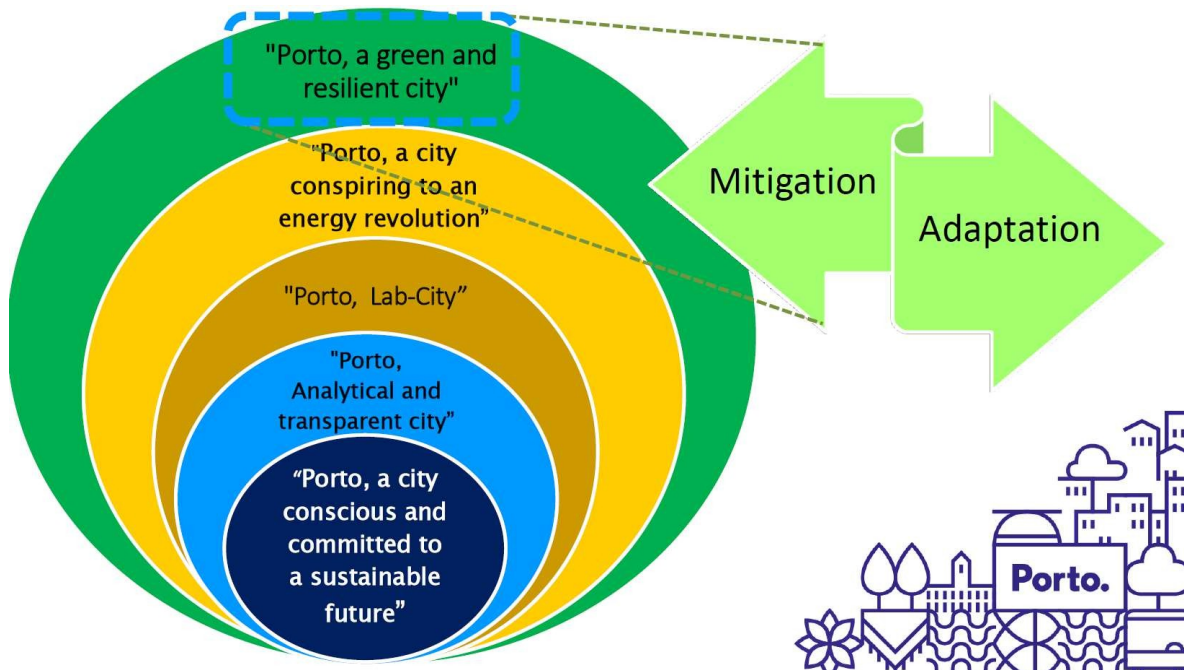 "Porto, a green and
resilient city"
"Porto, a city
conspiring to an
energy revolution”
"Porto, Lab-City”
"Porto,
Analytical and
transparent city”
“Porto, a city
conscious and
committed to
a sustainable
future”
Mitigation
Adaptation
Porto.